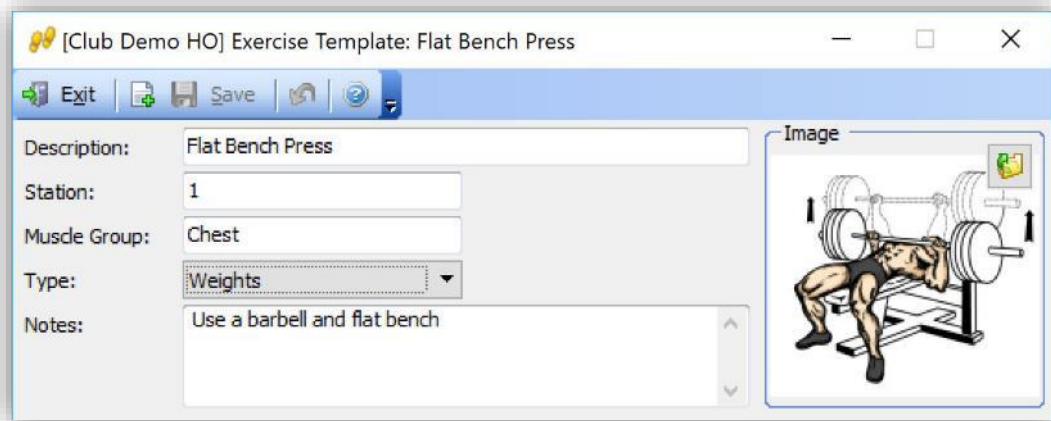 [Club Demo HO] Exercise Template: Flat Bench Press
Exit Save
Description: Flat Bench Press
Image
Station: 1
Muscle Group: Chest
Type: Weights
Notes: Use a barbell and flat bench